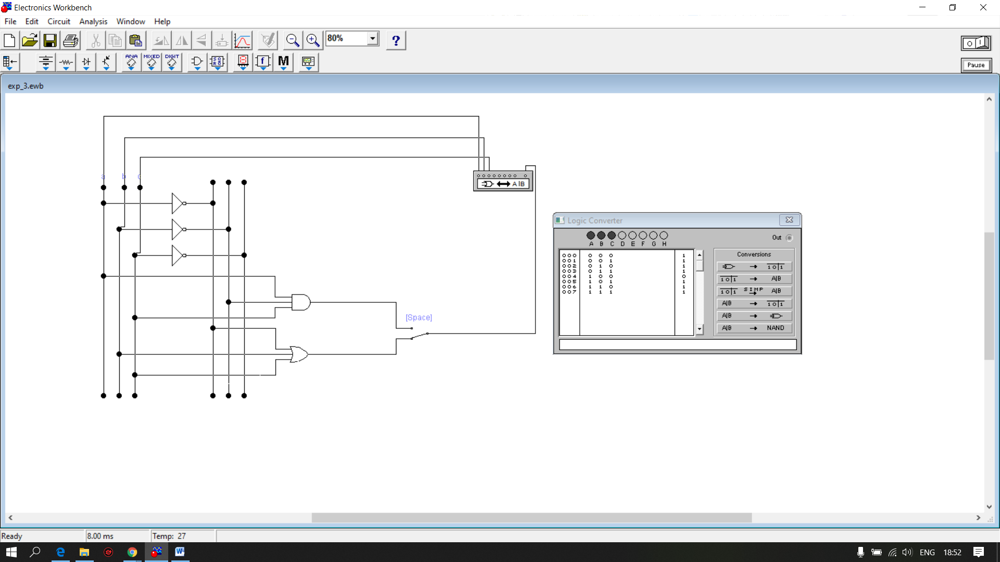 Electronics Workbench
File Edit Circuit Analysis Window Help
80%
?
O I
ANA MIXED DIGIT
f M
Pause
exp_3.ewb
a b c
A|B
[Space]
Logic Converter
A B C D E F G H
Out
000 0 0 0 1
001 0 0 1 1
002 0 1 0 1
003 0 1 1 1
004 1 0 0 0
005 1 0 1 1
006 1 1 0 1
007 1 1 1 1
Conversions
→ 1 0|1
1 0|1 → A|B
1 0|1 SIMP → A|B
A|B → 1 0|1
A|B →
A|B → NAND
Ready 8.00 ms Temp: 27
ENG 18:52